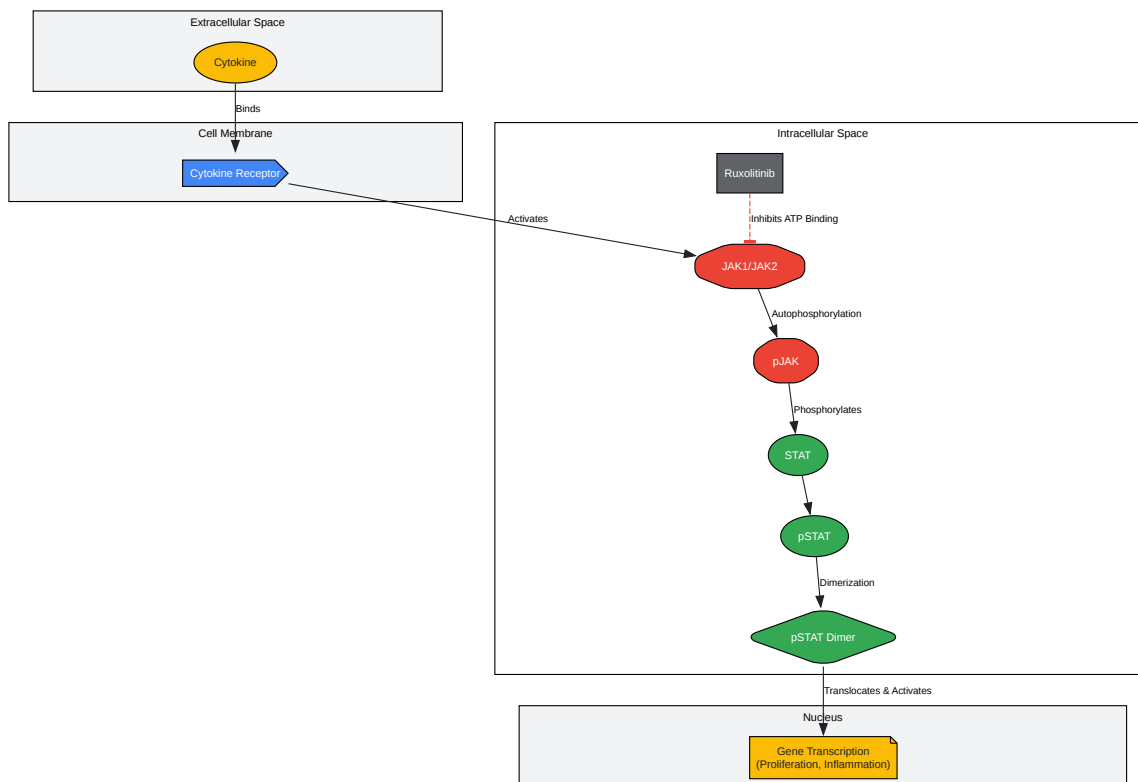 Extracellular Space
Cytokine
Binds
Cell Membrane
Cytokine Receptor
Activates
Intracellular Space
Ruxolitinib
Inhibits ATP Binding
JAK1/JAK2
Autophosphorylation
pJAK
Phosphorylates
STAT
pSTAT
Dimerization
pSTAT Dimer
Translocates & Activates
Nucleus
Gene Transcription
(Proliferation, Inflammation)